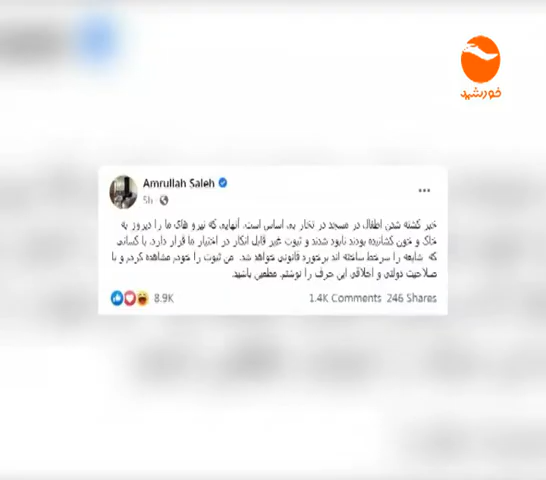 خورشید
Amrullah Saleh
5h
خبر کشته شدن اطفال در مسجد در تخار بی اساس است. آنهایی که نیرو های ما را دیروز به
خاک و خون کشانیده بودند نابود شدند و ثبوت غیر قابل انکار در اختیار ما قرار دارد. با کسانی
که شایعه را سرخط ساخته اند برخورد قانونی خواهد شد. من ثبوت را خودم مشاهده کردم و با
صلاحیت دولتی و اخلاقی این حرف را نوشتم. مطمین باشید.
8.9K 1.4K Comments 246 Shares